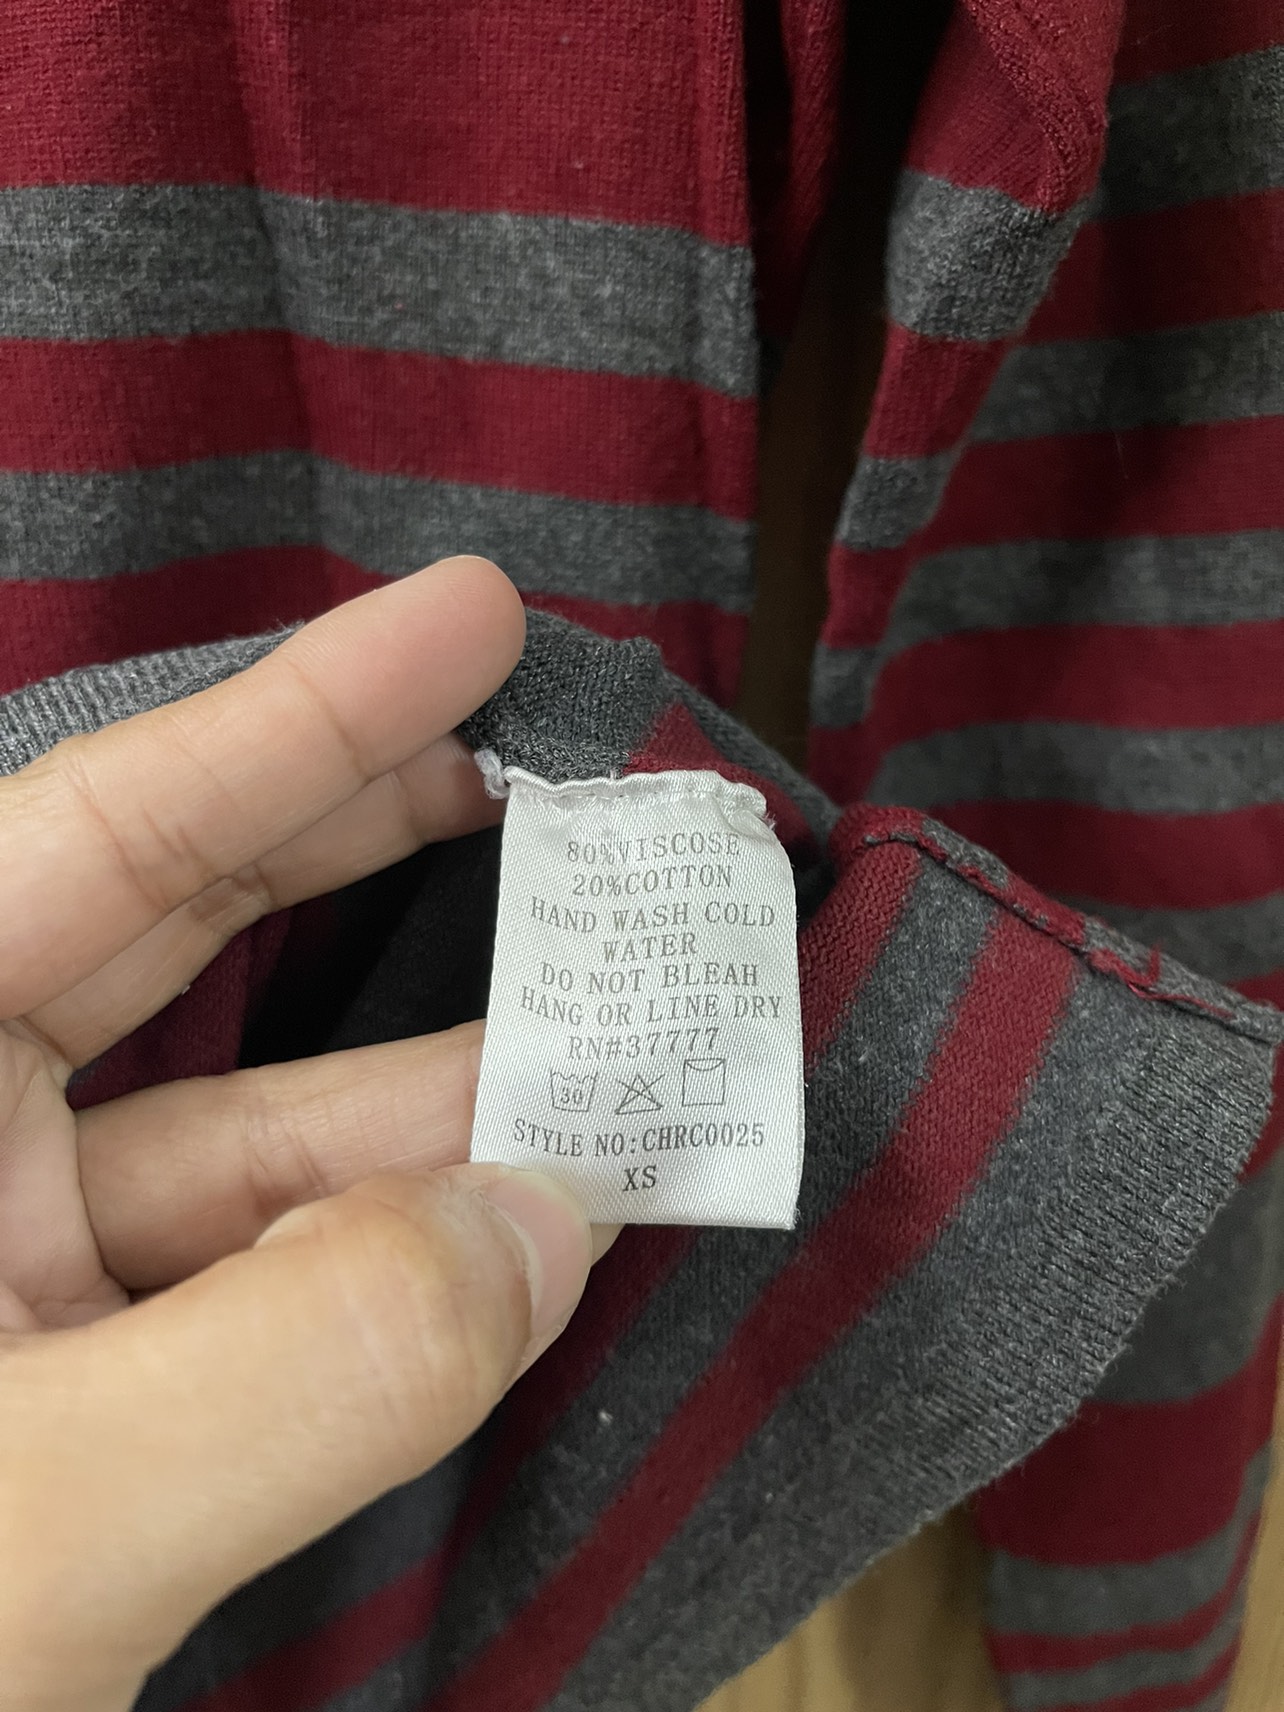 80%VISCOSE
20%COTTON
HAND WASH COLD
WATER
DO NOT BLEAH
HANG OR LINE DRY
RN#37777
30
STYLE NO:CHRC0025
XS